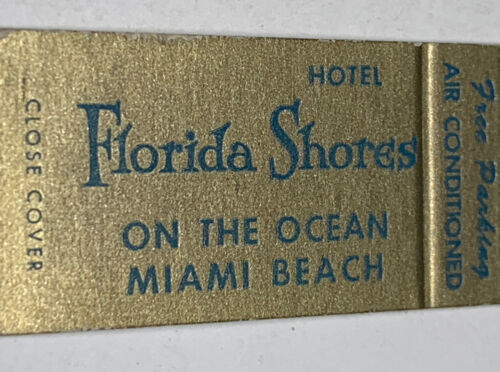 HOTEL
Florida Shores
ON THE OCEAN
MIAMI BEACH
CLOSE COVER
Free Parking
AIR CONDITIONED